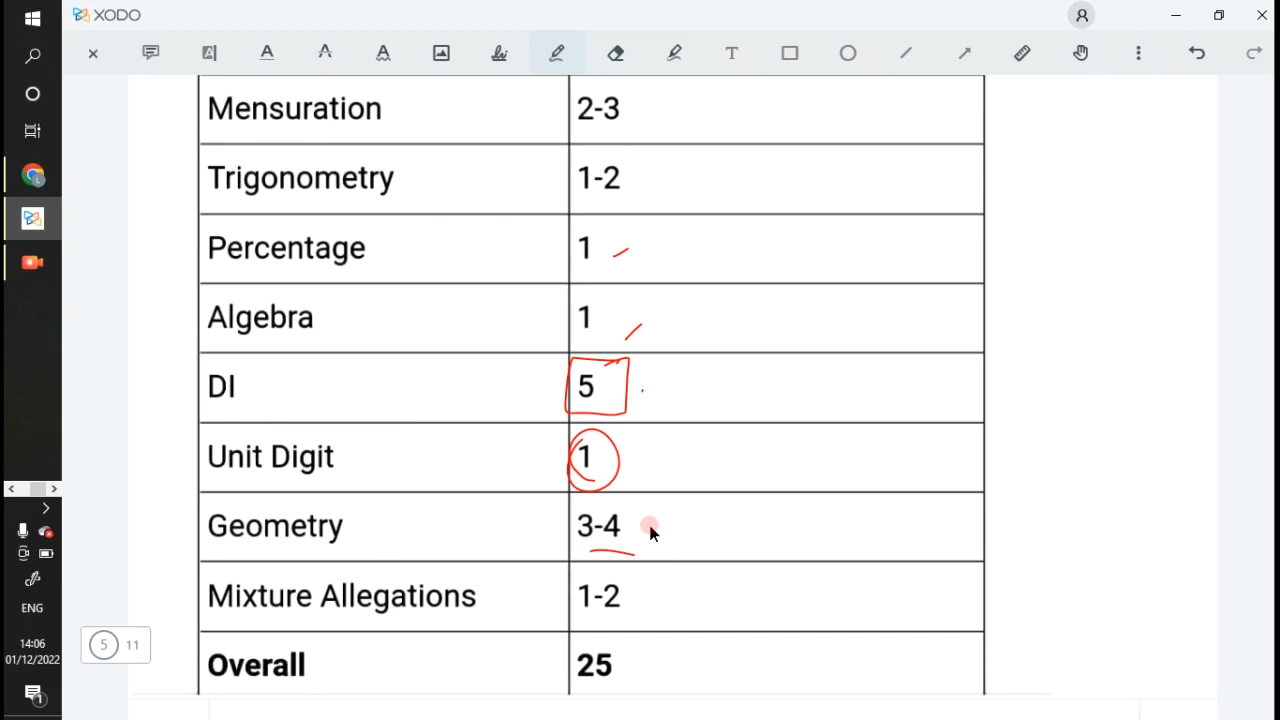 XODO
Mensuration 2-3
Trigonometry 1-2
Percentage 1
Algebra 1
DI 5
Unit Digit 1
Geometry 3-4
Mixture Allegations 1-2
Overall 25
5 11
ENG
14:06
01/12/2022
1